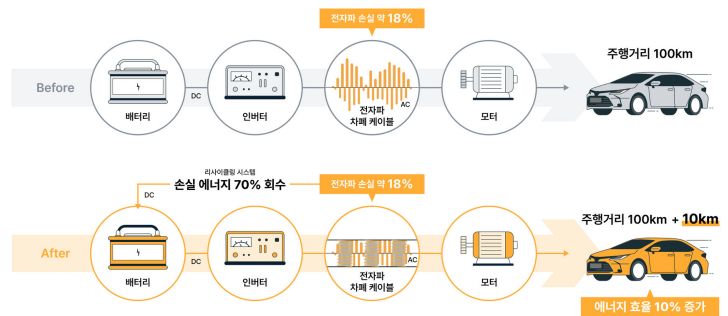 전자파 손실 약 18%
주행거리 100km
Before
배터리
DC
인버터
전자파
차폐 케이블
AC
모터
리사이클링 시스템
손실 에너지 70% 회수
DC
전자파 손실 약 18%
주행거리 100km + 10km
After
배터리
DC
인버터
전자파
차폐 케이블
AC
모터
에너지 효율 10% 증가